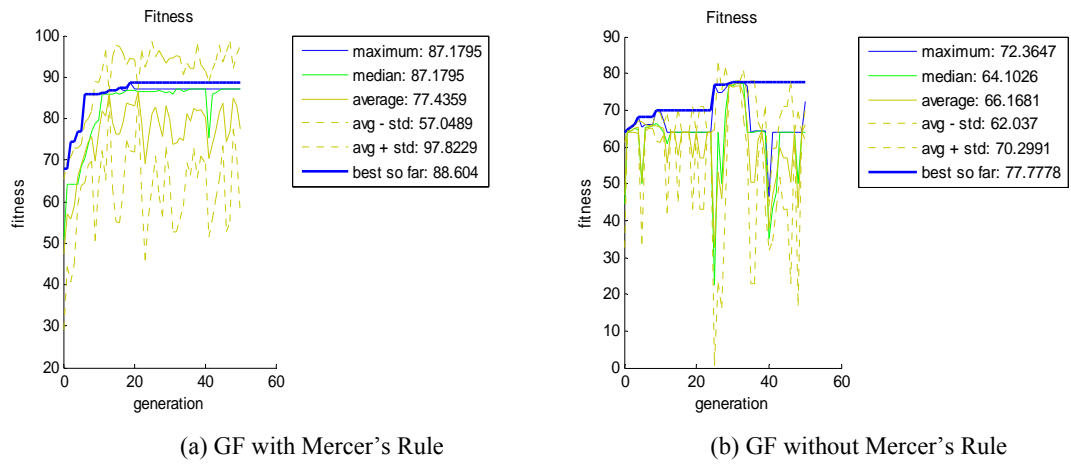 Fitness
100
90
80
70
60
50
40
30
20
fitness
0
20
40
60
generation
maximum: 87.1795
median: 87.1795
average: 77.4359
avg - std: 57.0489
avg + std: 97.8229
best so far: 88.604
(a) GF with Mercer's Rule
Fitness
90
80
70
60
50
40
30
20
10
0
fitness
0
20
40
60
generation
maximum: 72.3647
median: 64.1026
average: 66.1681
avg - std: 62.037
avg + std: 70.2991
best so far: 77.7778
(b) GF without Mercer's Rule